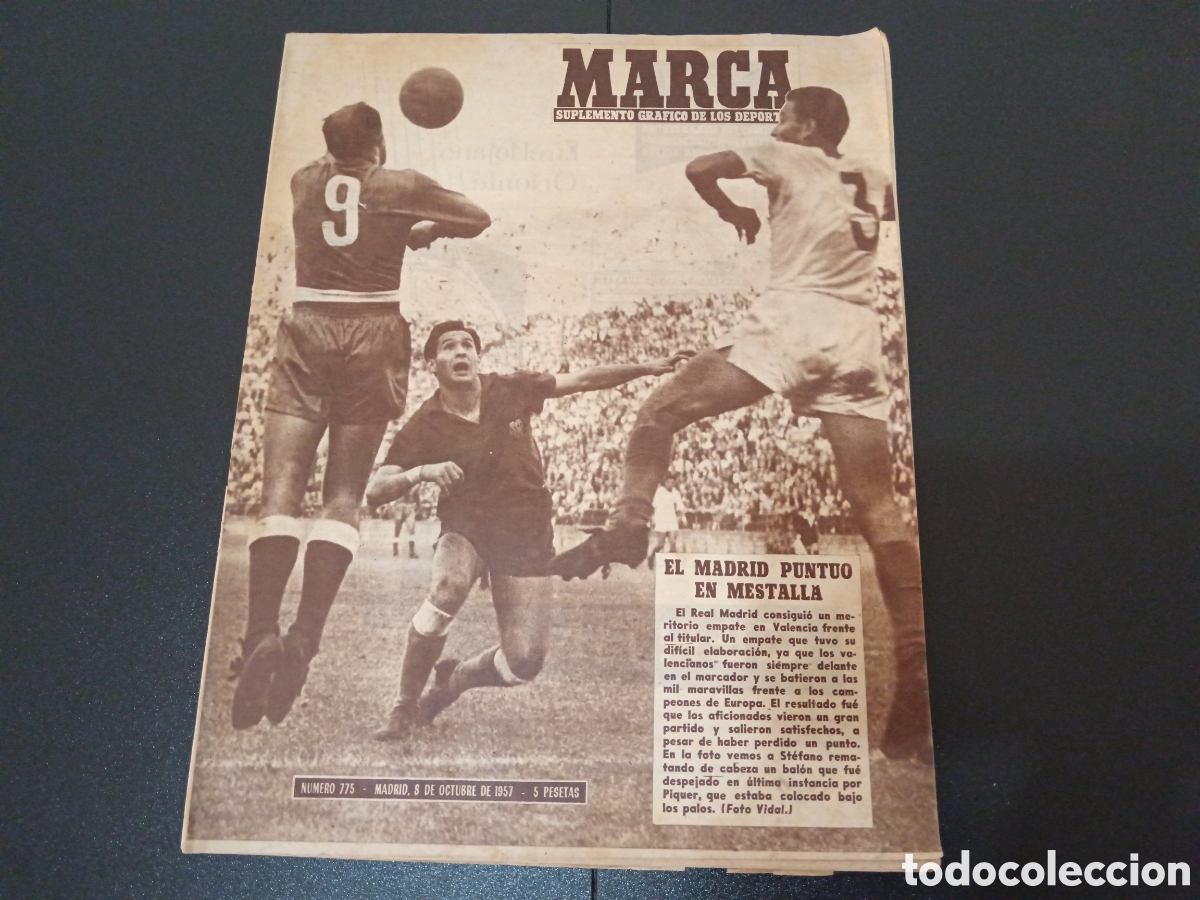 MARCA
SUPLEMENTO GRAFICO DE LOS DEPORT
9
3
EL MADRID PUNTUO
EN MESTALLA
El Real Madrid consiguió un me-
ritorio empate en Valencia frente
al titular. Un empate que tuvo su
difícil elaboración, ya que los va-
lencianos fueron siempre delante
en el marcador y se batieron a las
mil maravillas frente a los cam-
peones de Europa. El resultado fué
que los aficionados vieron un gran
partido y salieron satisfechos, a
pesar de haber perdido un punto.
En la foto vemos a Stéfano rema-
tando de cabeza un balón que fué
despejado en última instancia por
Piquer, que estaba colocado bajo
los palos. (Foto Vidal.)
NUMERO 775 - MADRID, 8 DE OCTUBRE DE 1957 - 5 PESETAS
todocoleccion